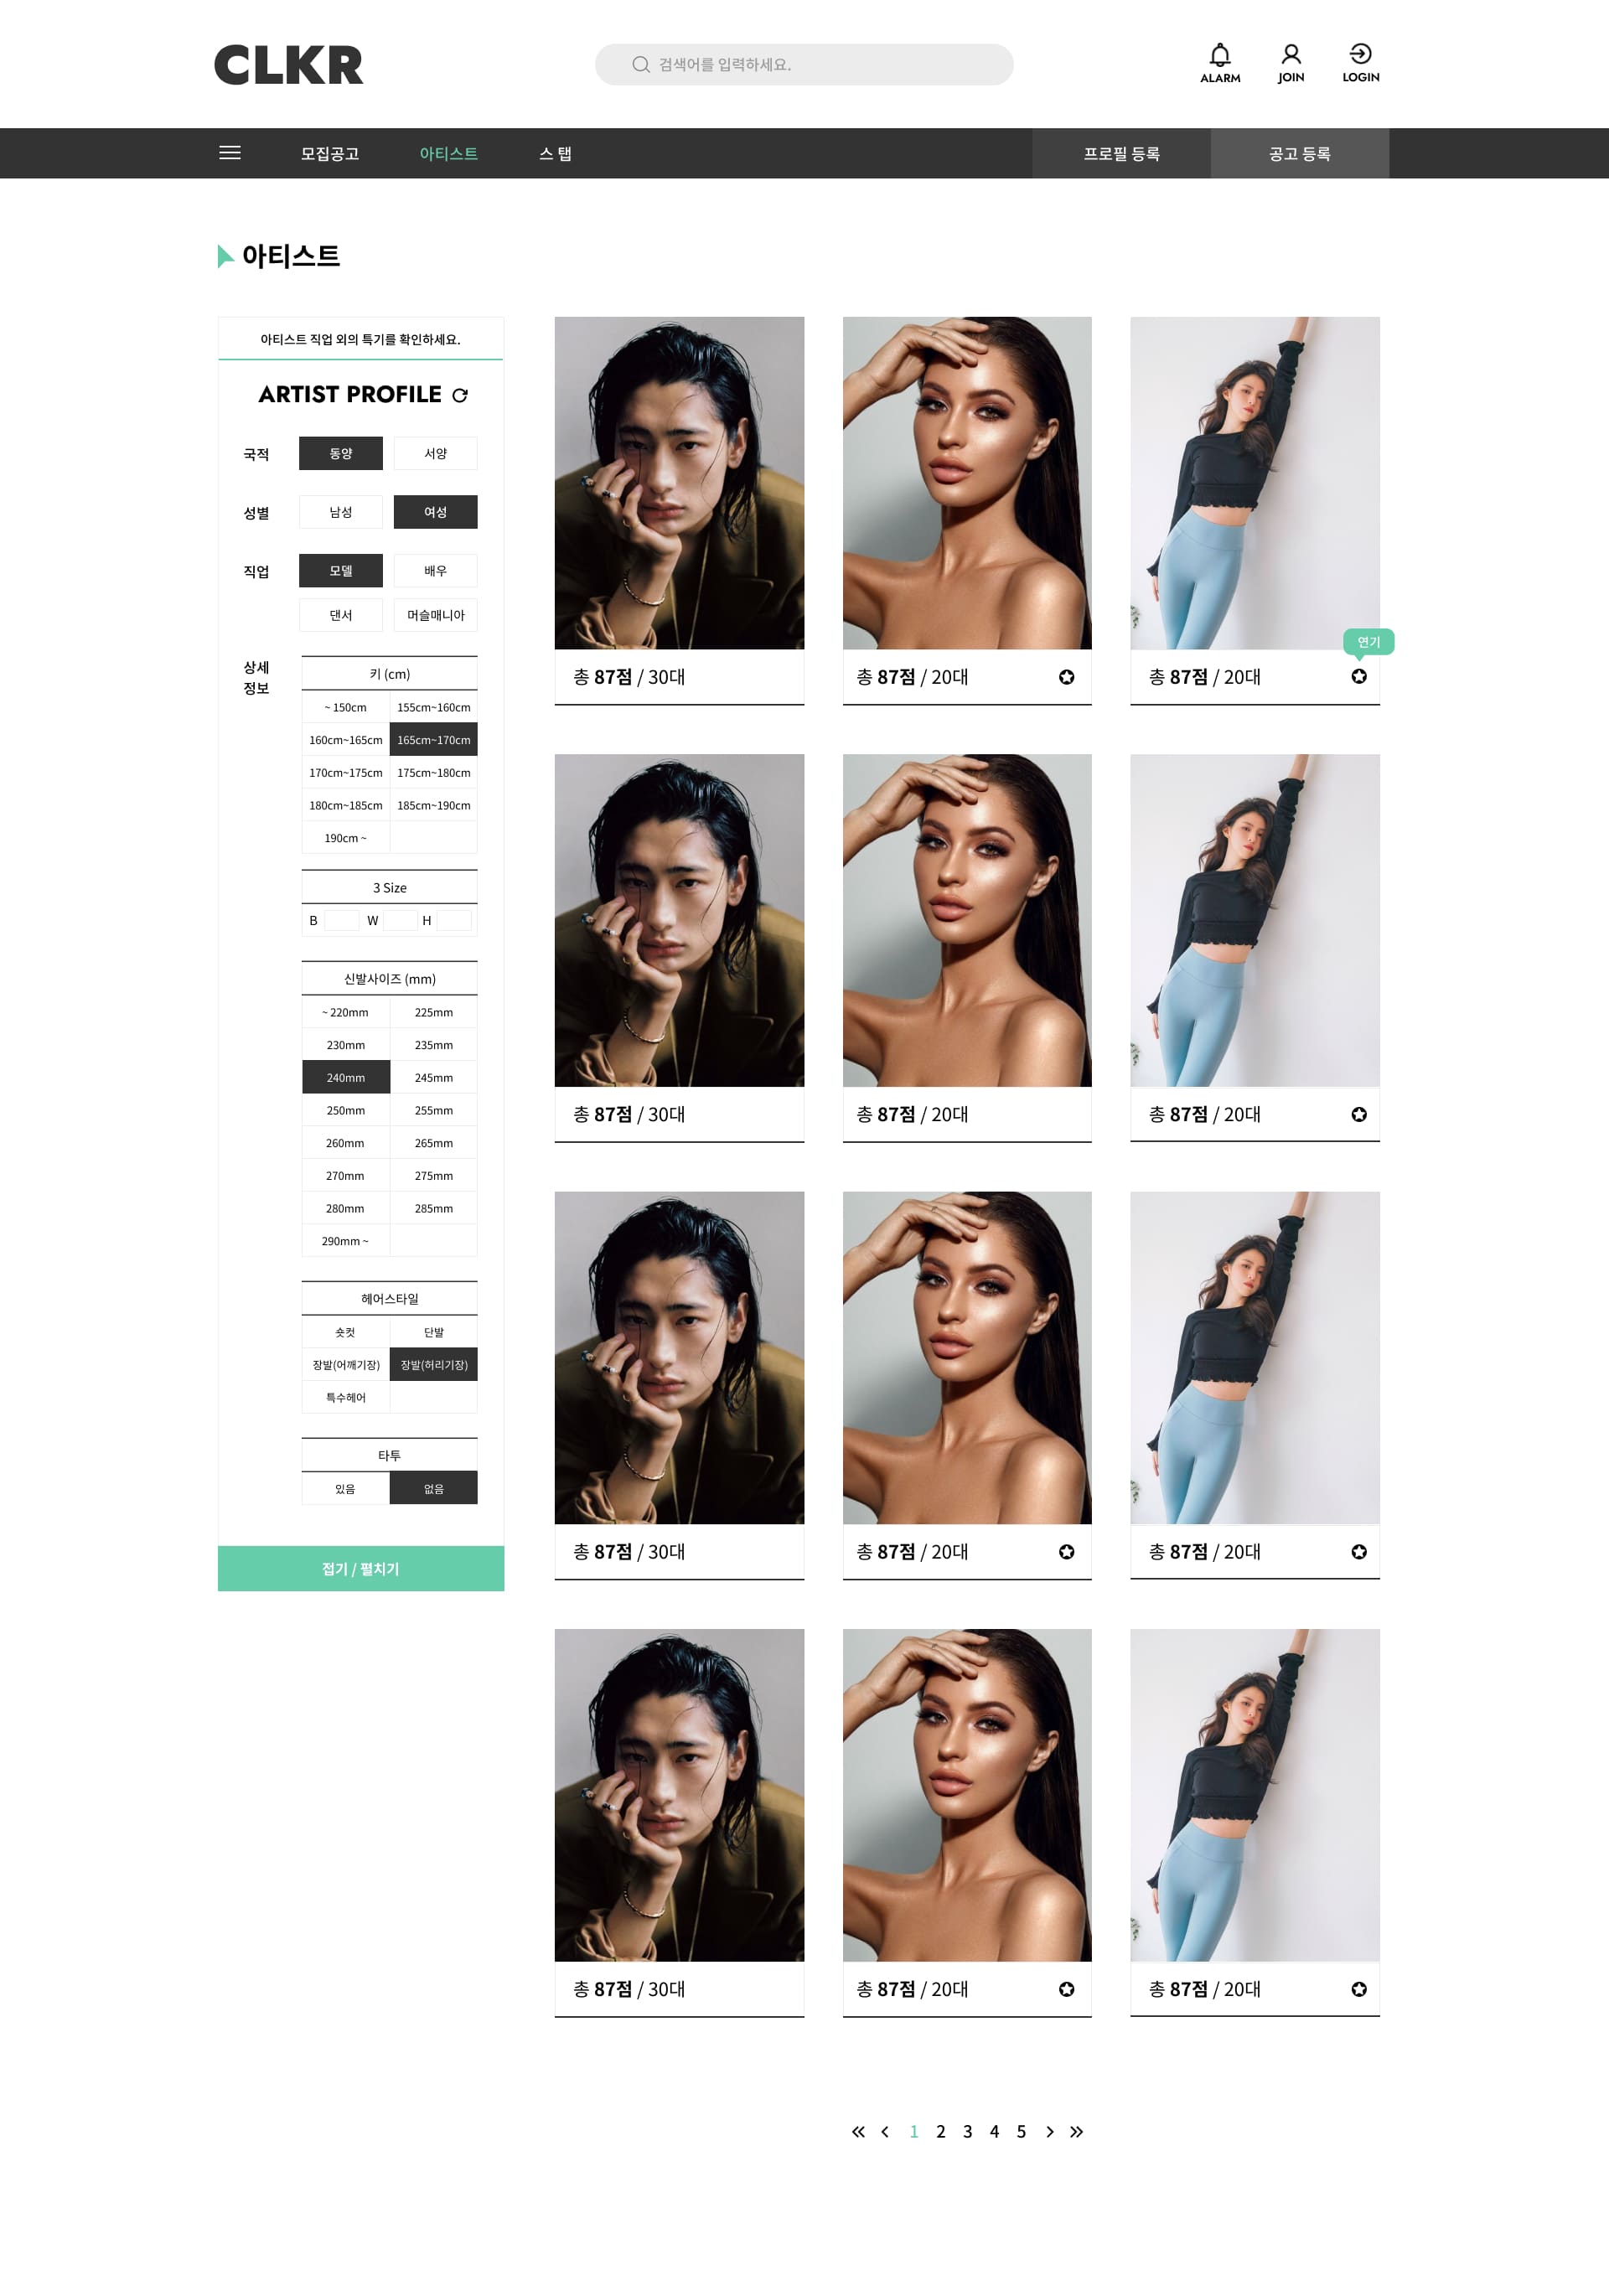 CLKR
검색어를 입력하세요.
ALARM
JOIN
LOGIN
모집공고
아티스트
스 탭
프로필 등록
공고 등록
아티스트
아티스트 직업 외의 특기를 확인하세요.
ARTIST PROFILE
국적
동양
서양
성별
남성
여성
직업
모델
배우
댄서
머슬매니아
상세
정보
키 (cm)
~ 150cm
155cm~160cm
160cm~165cm
165cm~170cm
170cm~175cm
175cm~180cm
180cm~185cm
185cm~190cm
190cm ~
3 Size
B
W
H
신발사이즈 (mm)
~ 220mm
225mm
230mm
235mm
240mm
245mm
250mm
255mm
260mm
265mm
270mm
275mm
280mm
285mm
290mm ~
헤어스타일
숏컷
단발
장발(어깨기장)
장발(허리기장)
특수헤어
타투
있음
없음
접기 / 펼치기
총 87점 / 30대
총 87점 / 20대
연기
총 87점 / 20대
총 87점 / 30대
총 87점 / 20대
총 87점 / 20대
총 87점 / 30대
총 87점 / 20대
총 87점 / 20대
총 87점 / 30대
총 87점 / 20대
총 87점 / 20대
1 2 3 4 5